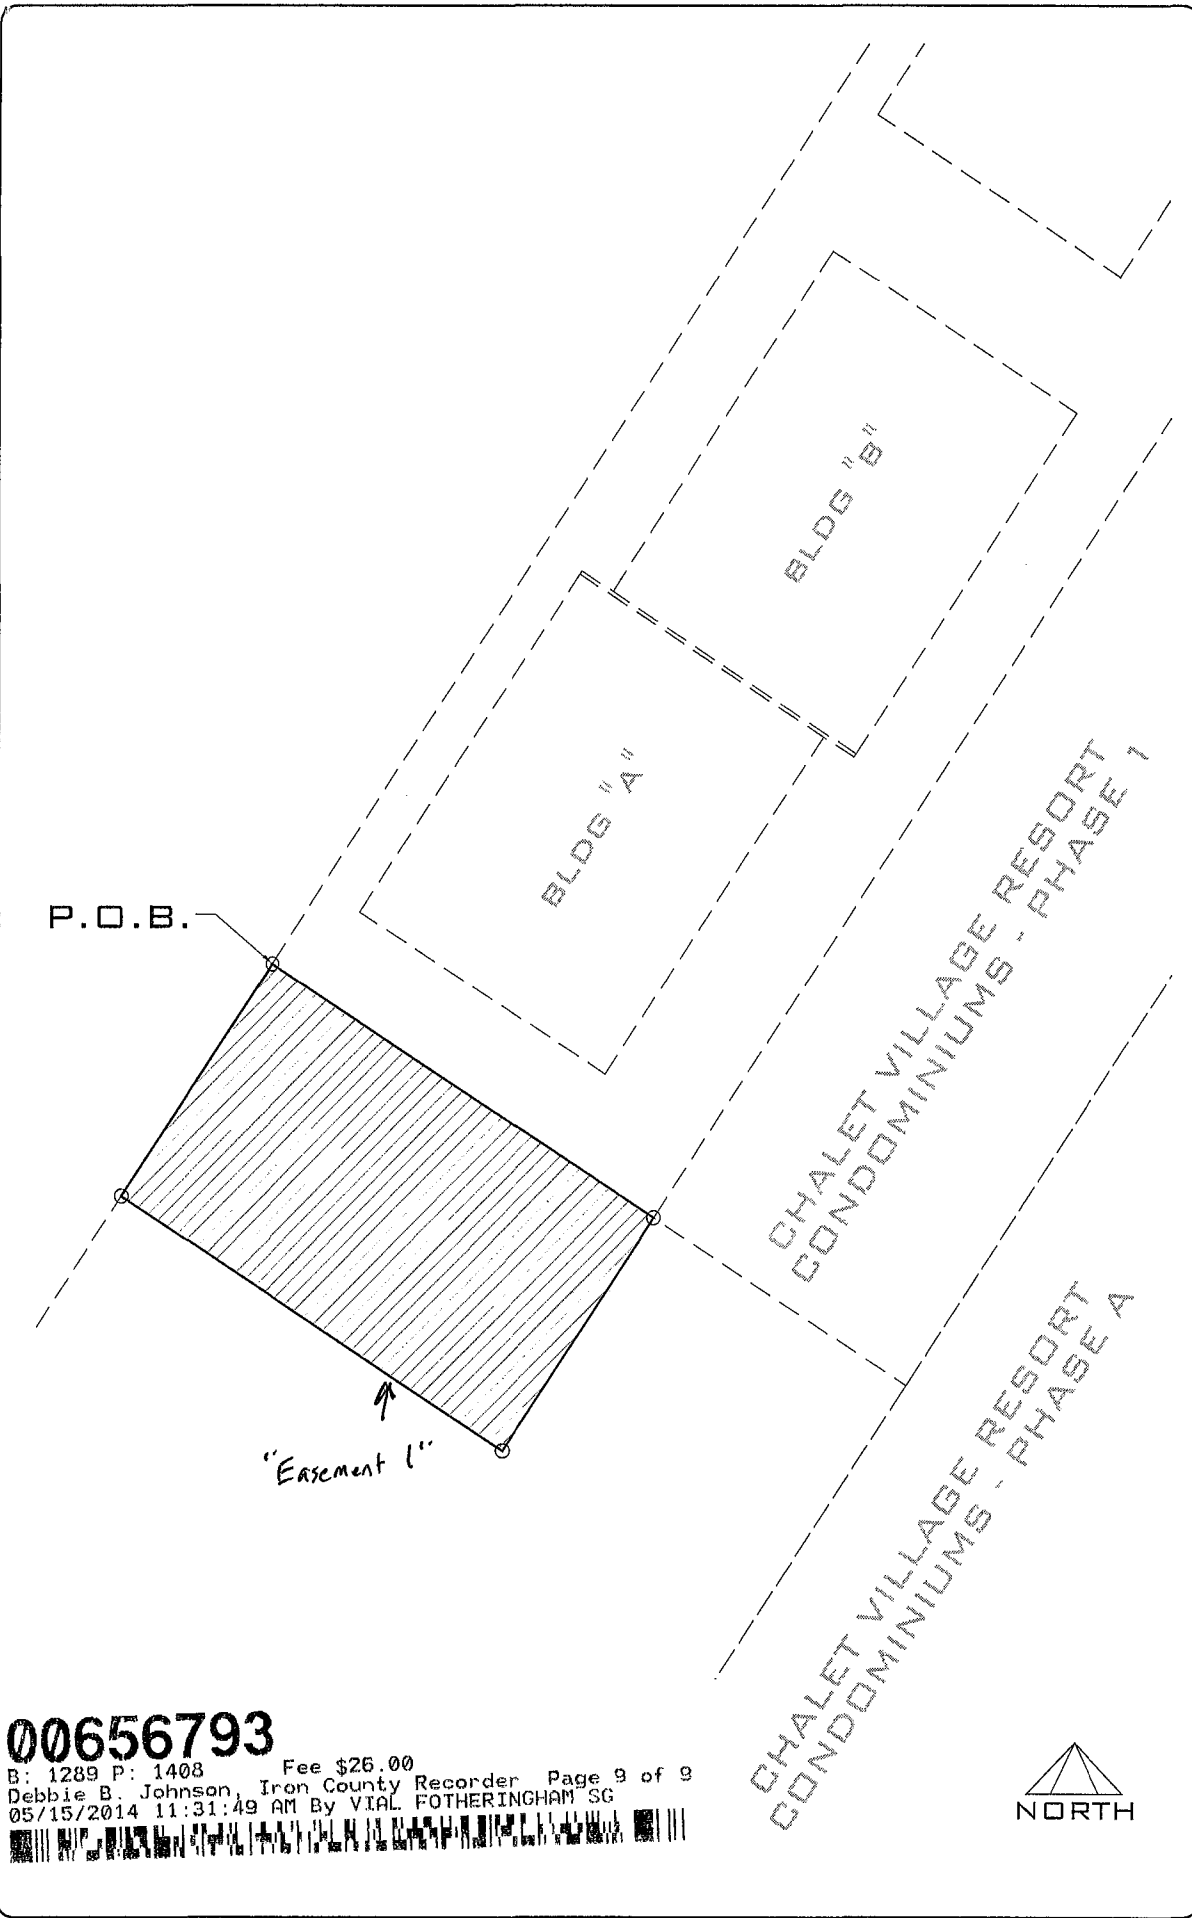 BLDG "B"
BLDG "A"
P.O.B.
CHALET VILLAGE RESORT
CONDOMINIUMS - PHASE 1
"Easement 1"
CHALET VILLAGE RESORT
CONDOMINIUMS - PHASE A
00656793
B: 1289 P: 1408 Fee $26.00
Debbie B. Johnson, Iron County Recorder Page 9 of 9
05/15/2014 11:31:49 AM By VIAL FOTHERINGHAM SG
NORTH